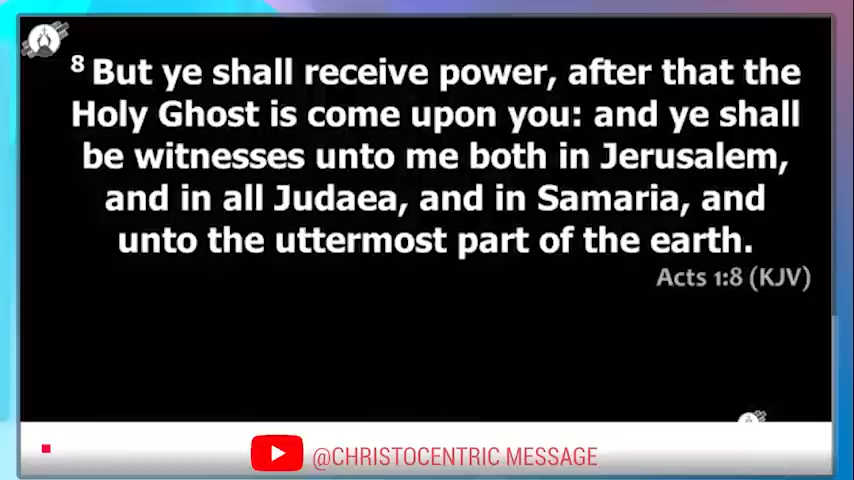 8 But ye shall receive power, after that the
Holy Ghost is come upon you: and ye shall
be witnesses unto me both in Jerusalem,
and in all Judaea, and in Samaria, and
unto the uttermost part of the earth.
Acts 1:8 (KJV)
@CHRISTOCENTRIC MESSAGE